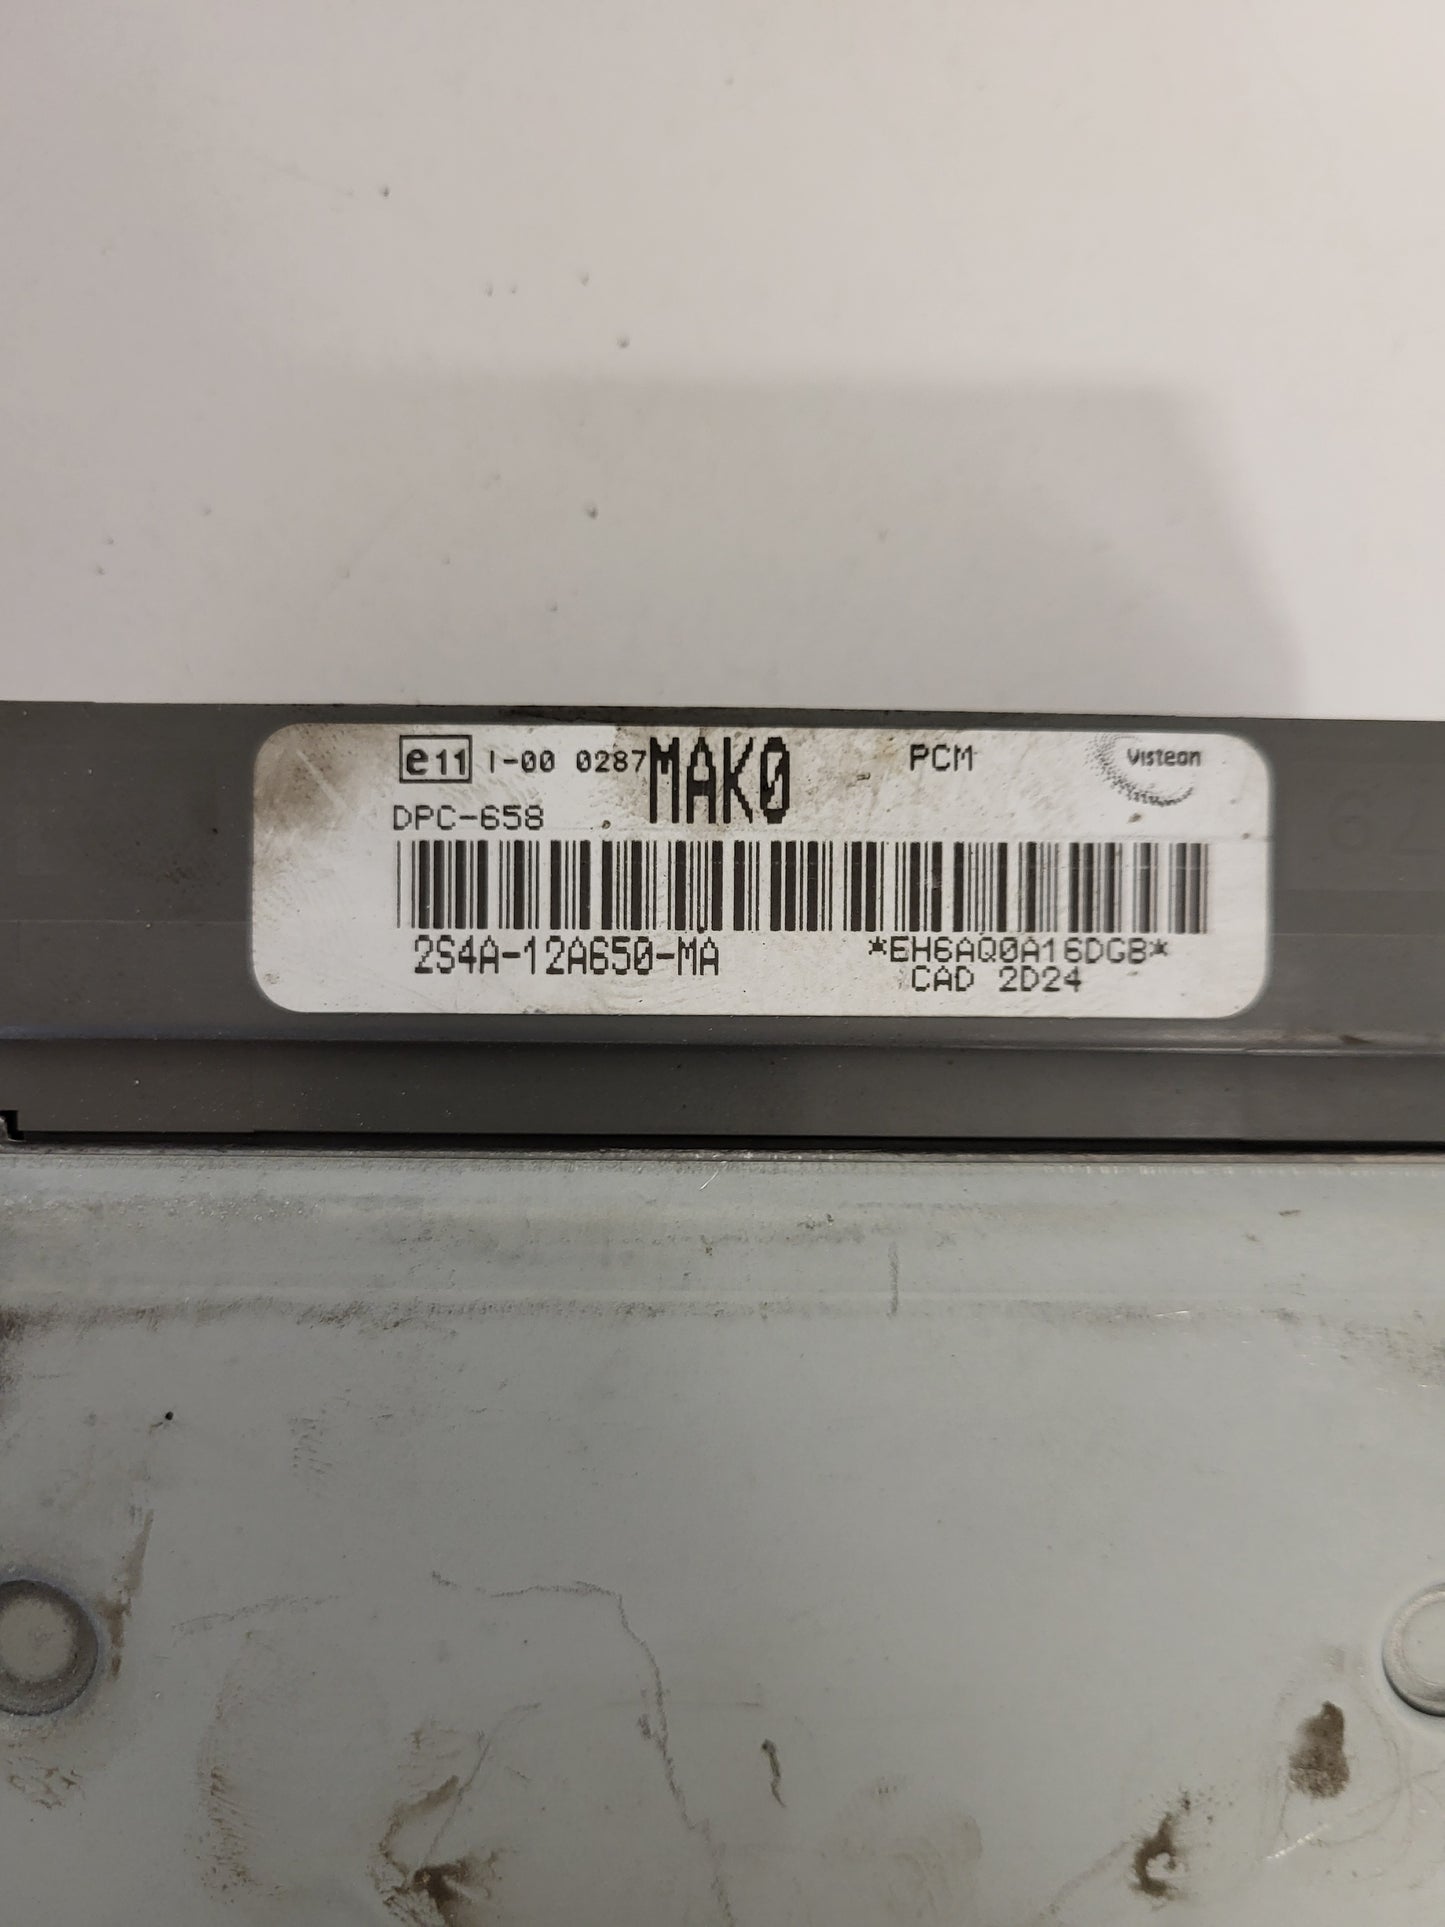 e11 I-00 0287 MAK0 PCM Visteon
DPC-658
2S4A-12A650-MA *EH6AQ0A16DGB*
CAD 2D24